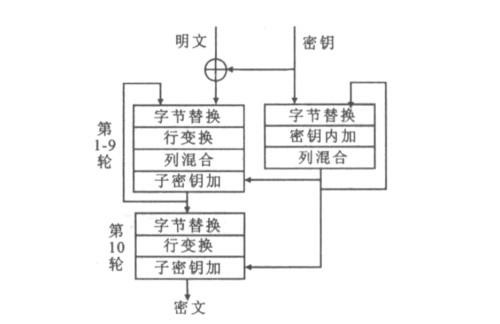 明文
密钥
第
1-9
轮
字节替换
行变换
列混合
子密钥加
字节替换
密钥内加
列混合
第
10
轮
字节替换
行变换
子密钥加
密文